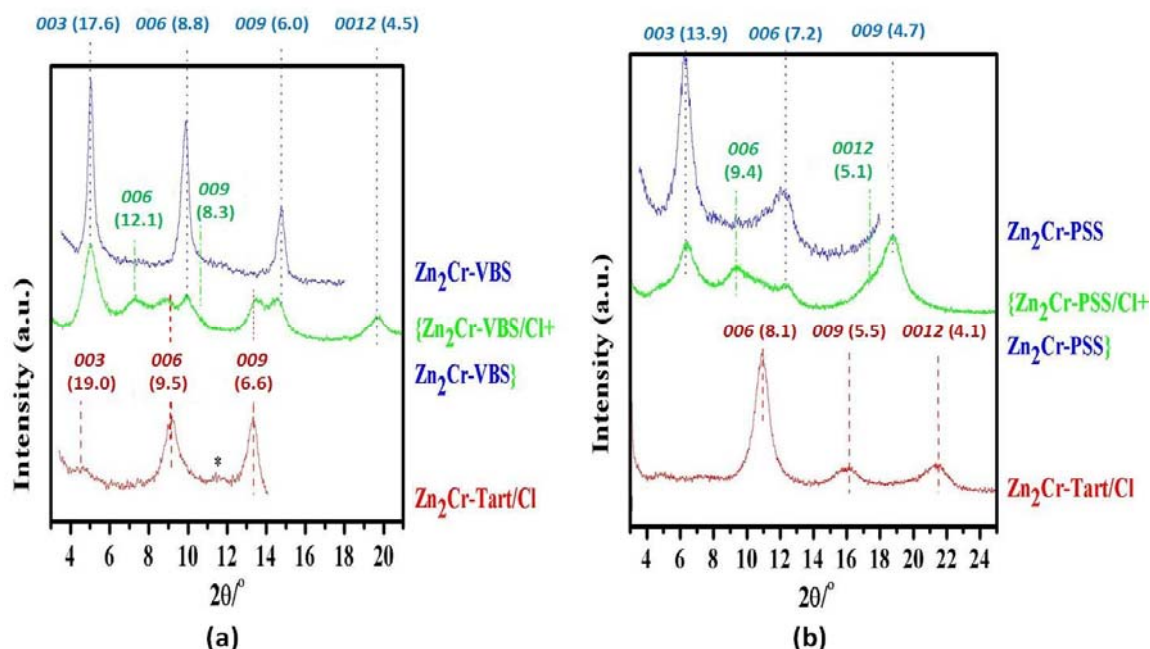 003 (17.6) 006 (8.8) 009 (6.0) 0012 (4.5)
006
(12.1)
009
(8.3)
Zn2Cr-VBS
{Zn2Cr-VBS/Cl+
Zn2Cr-VBS}
003
(19.0)
006
(9.5)
009
(6.6)
*
Zn2Cr-Tart/Cl
Intensity (a.u.)
4 6 8 10 12 14 16 18 20
2θ/°
(a)
003 (13.9) 006 (7.2) 009 (4.7)
006
(9.4)
0012
(5.1)
Zn2Cr-PSS
{Zn2Cr-PSS/Cl+
Zn2Cr-PSS}
006 (8.1) 009 (5.5) 0012 (4.1)
Zn2Cr-Tart/Cl
Intensity (a.u.)
4 6 8 10 12 14 16 18 20 22 24
2θ/°
(b)